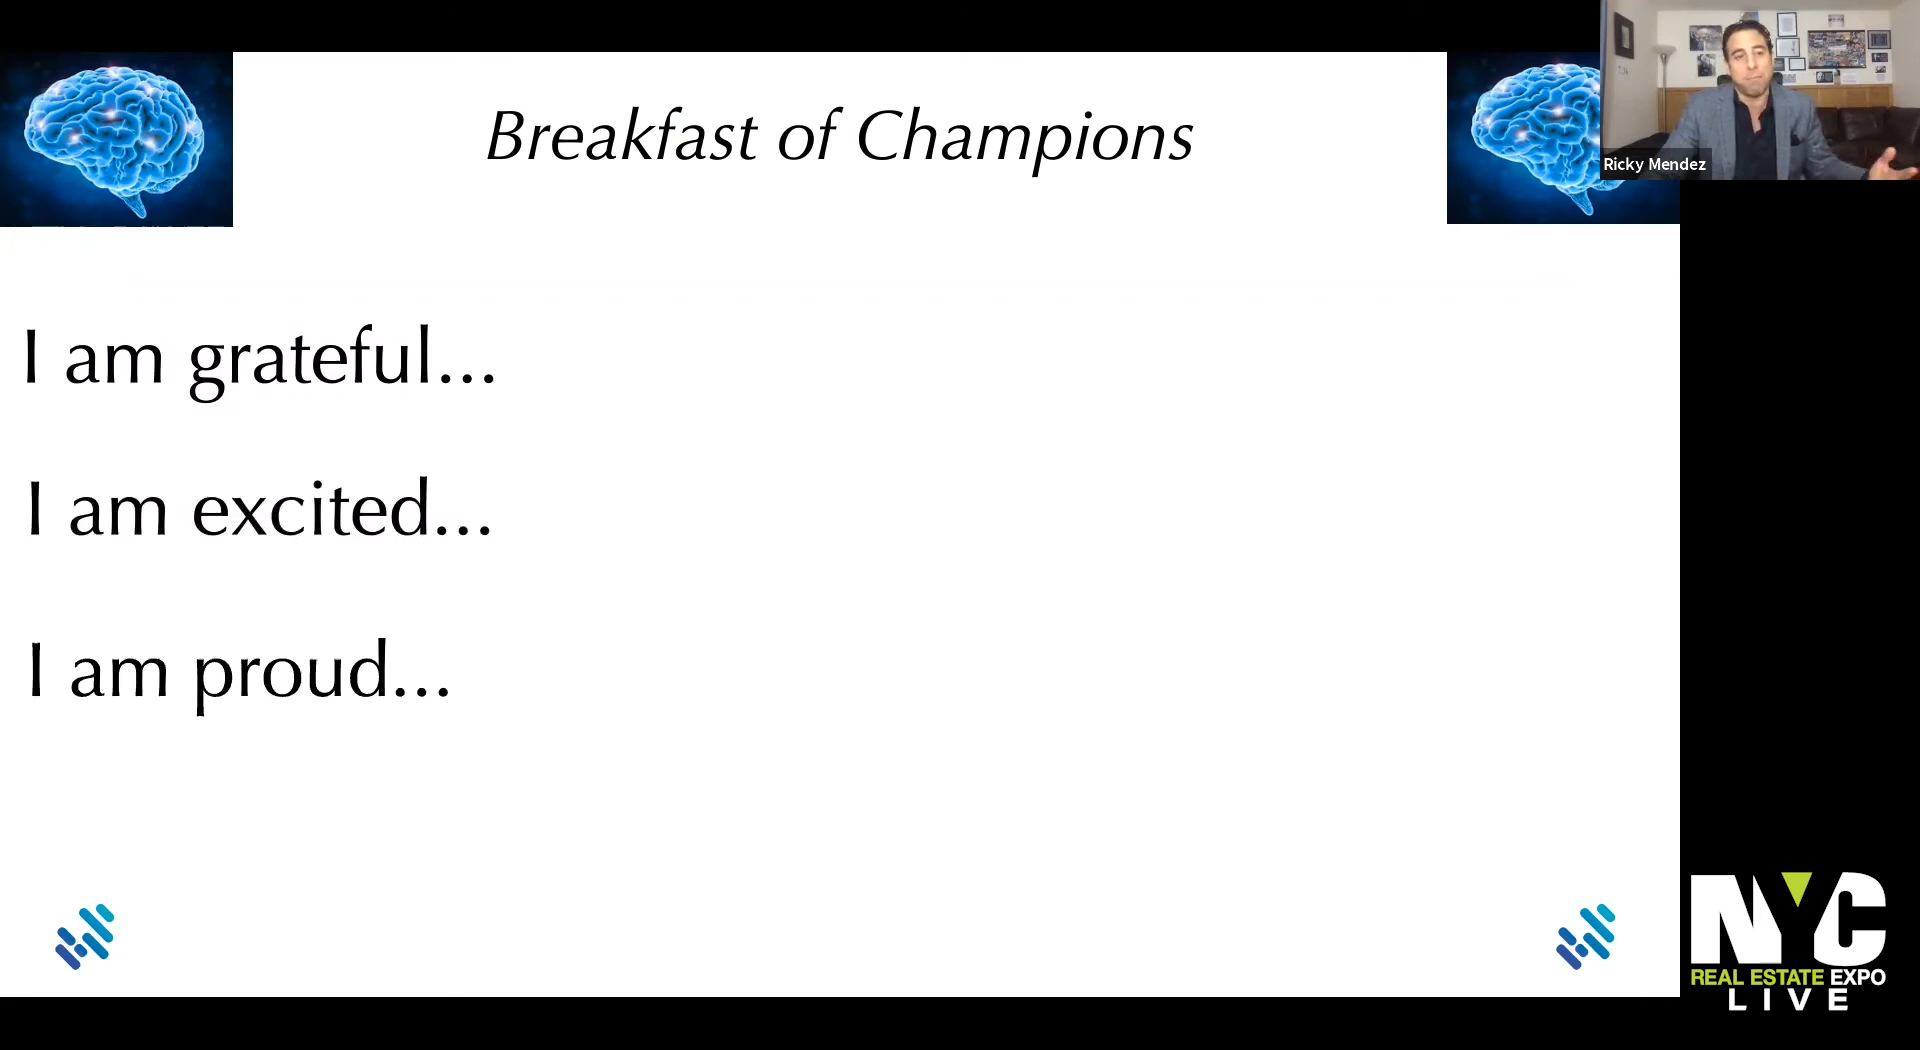 Breakfast of Champions
Ricky Mendez
I am grateful...
I am excited...
I am proud...
NYC
REAL ESTATE EXPO
LIVE